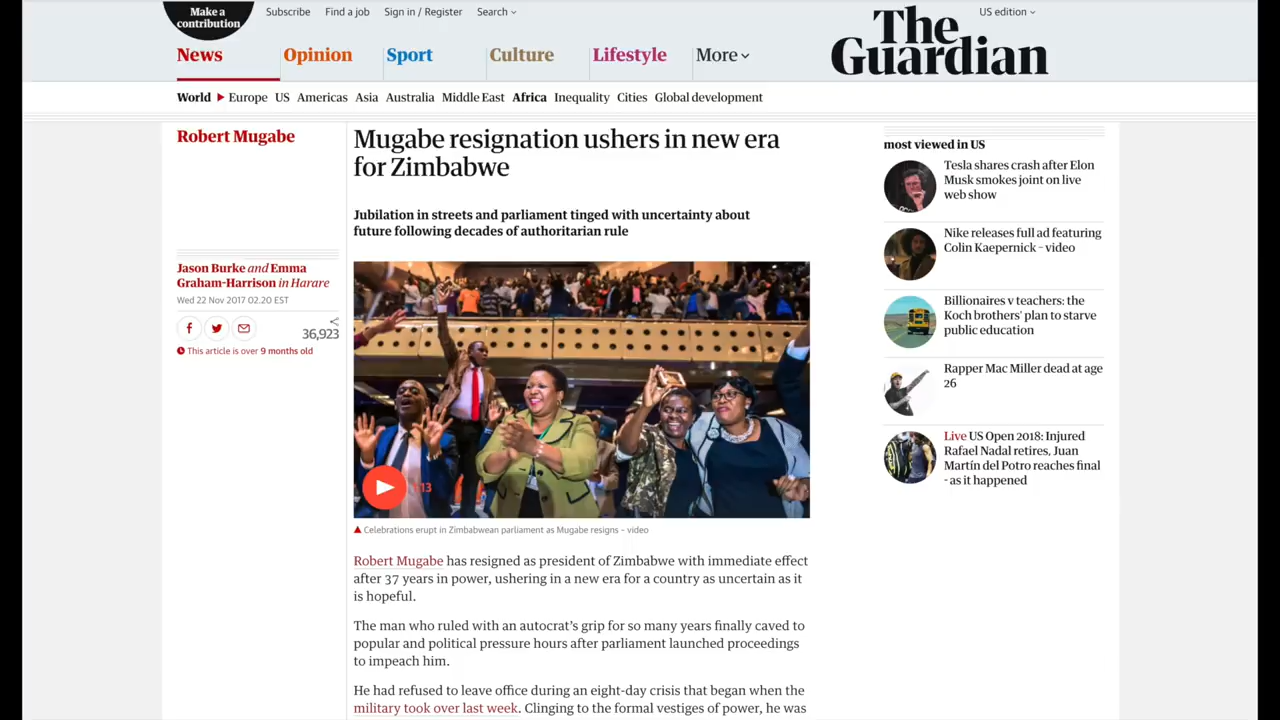 Make a
contribution
Subscribe
Find a job
Sign in / Register
Search
US edition
The
Guardian
News
Opinion
Sport
Culture
Lifestyle
More
World
Europe
US
Americas
Asia
Australia
Middle East
Africa
Inequality
Cities
Global development
Robert Mugabe
Jason Burke and Emma
Graham-Harrison in Harare
Wed 22 Nov 2017 02.20 EST
36,923
This article is over 9 months old
Mugabe resignation ushers in new era
for Zimbabwe
Jubilation in streets and parliament tinged with uncertainty about
future following decades of authoritarian rule
Celebrations erupt in Zimbabwean parliament as Mugabe resigns – video
Robert Mugabe has resigned as president of Zimbabwe with immediate effect
after 37 years in power, ushering in a new era for a country as uncertain as it
is hopeful.
The man who ruled with an autocrat's grip for so many years finally caved to
popular and political pressure hours after parliament launched proceedings
to impeach him.
He had refused to leave office during an eight-day crisis that began when the
military took over last week. Clinging to the formal vestiges of power, he was
most viewed in US
Tesla shares crash after Elon
Musk smokes joint on live
web show
Nike releases full ad featuring
Colin Kaepernick – video
Billionaires v teachers: the
Koch brothers' plan to starve
public education
Rapper Mac Miller dead at age
26
Live US Open 2018: Injured
Rafael Nadal retires, Juan
Martín del Potro reaches final
- as it happened